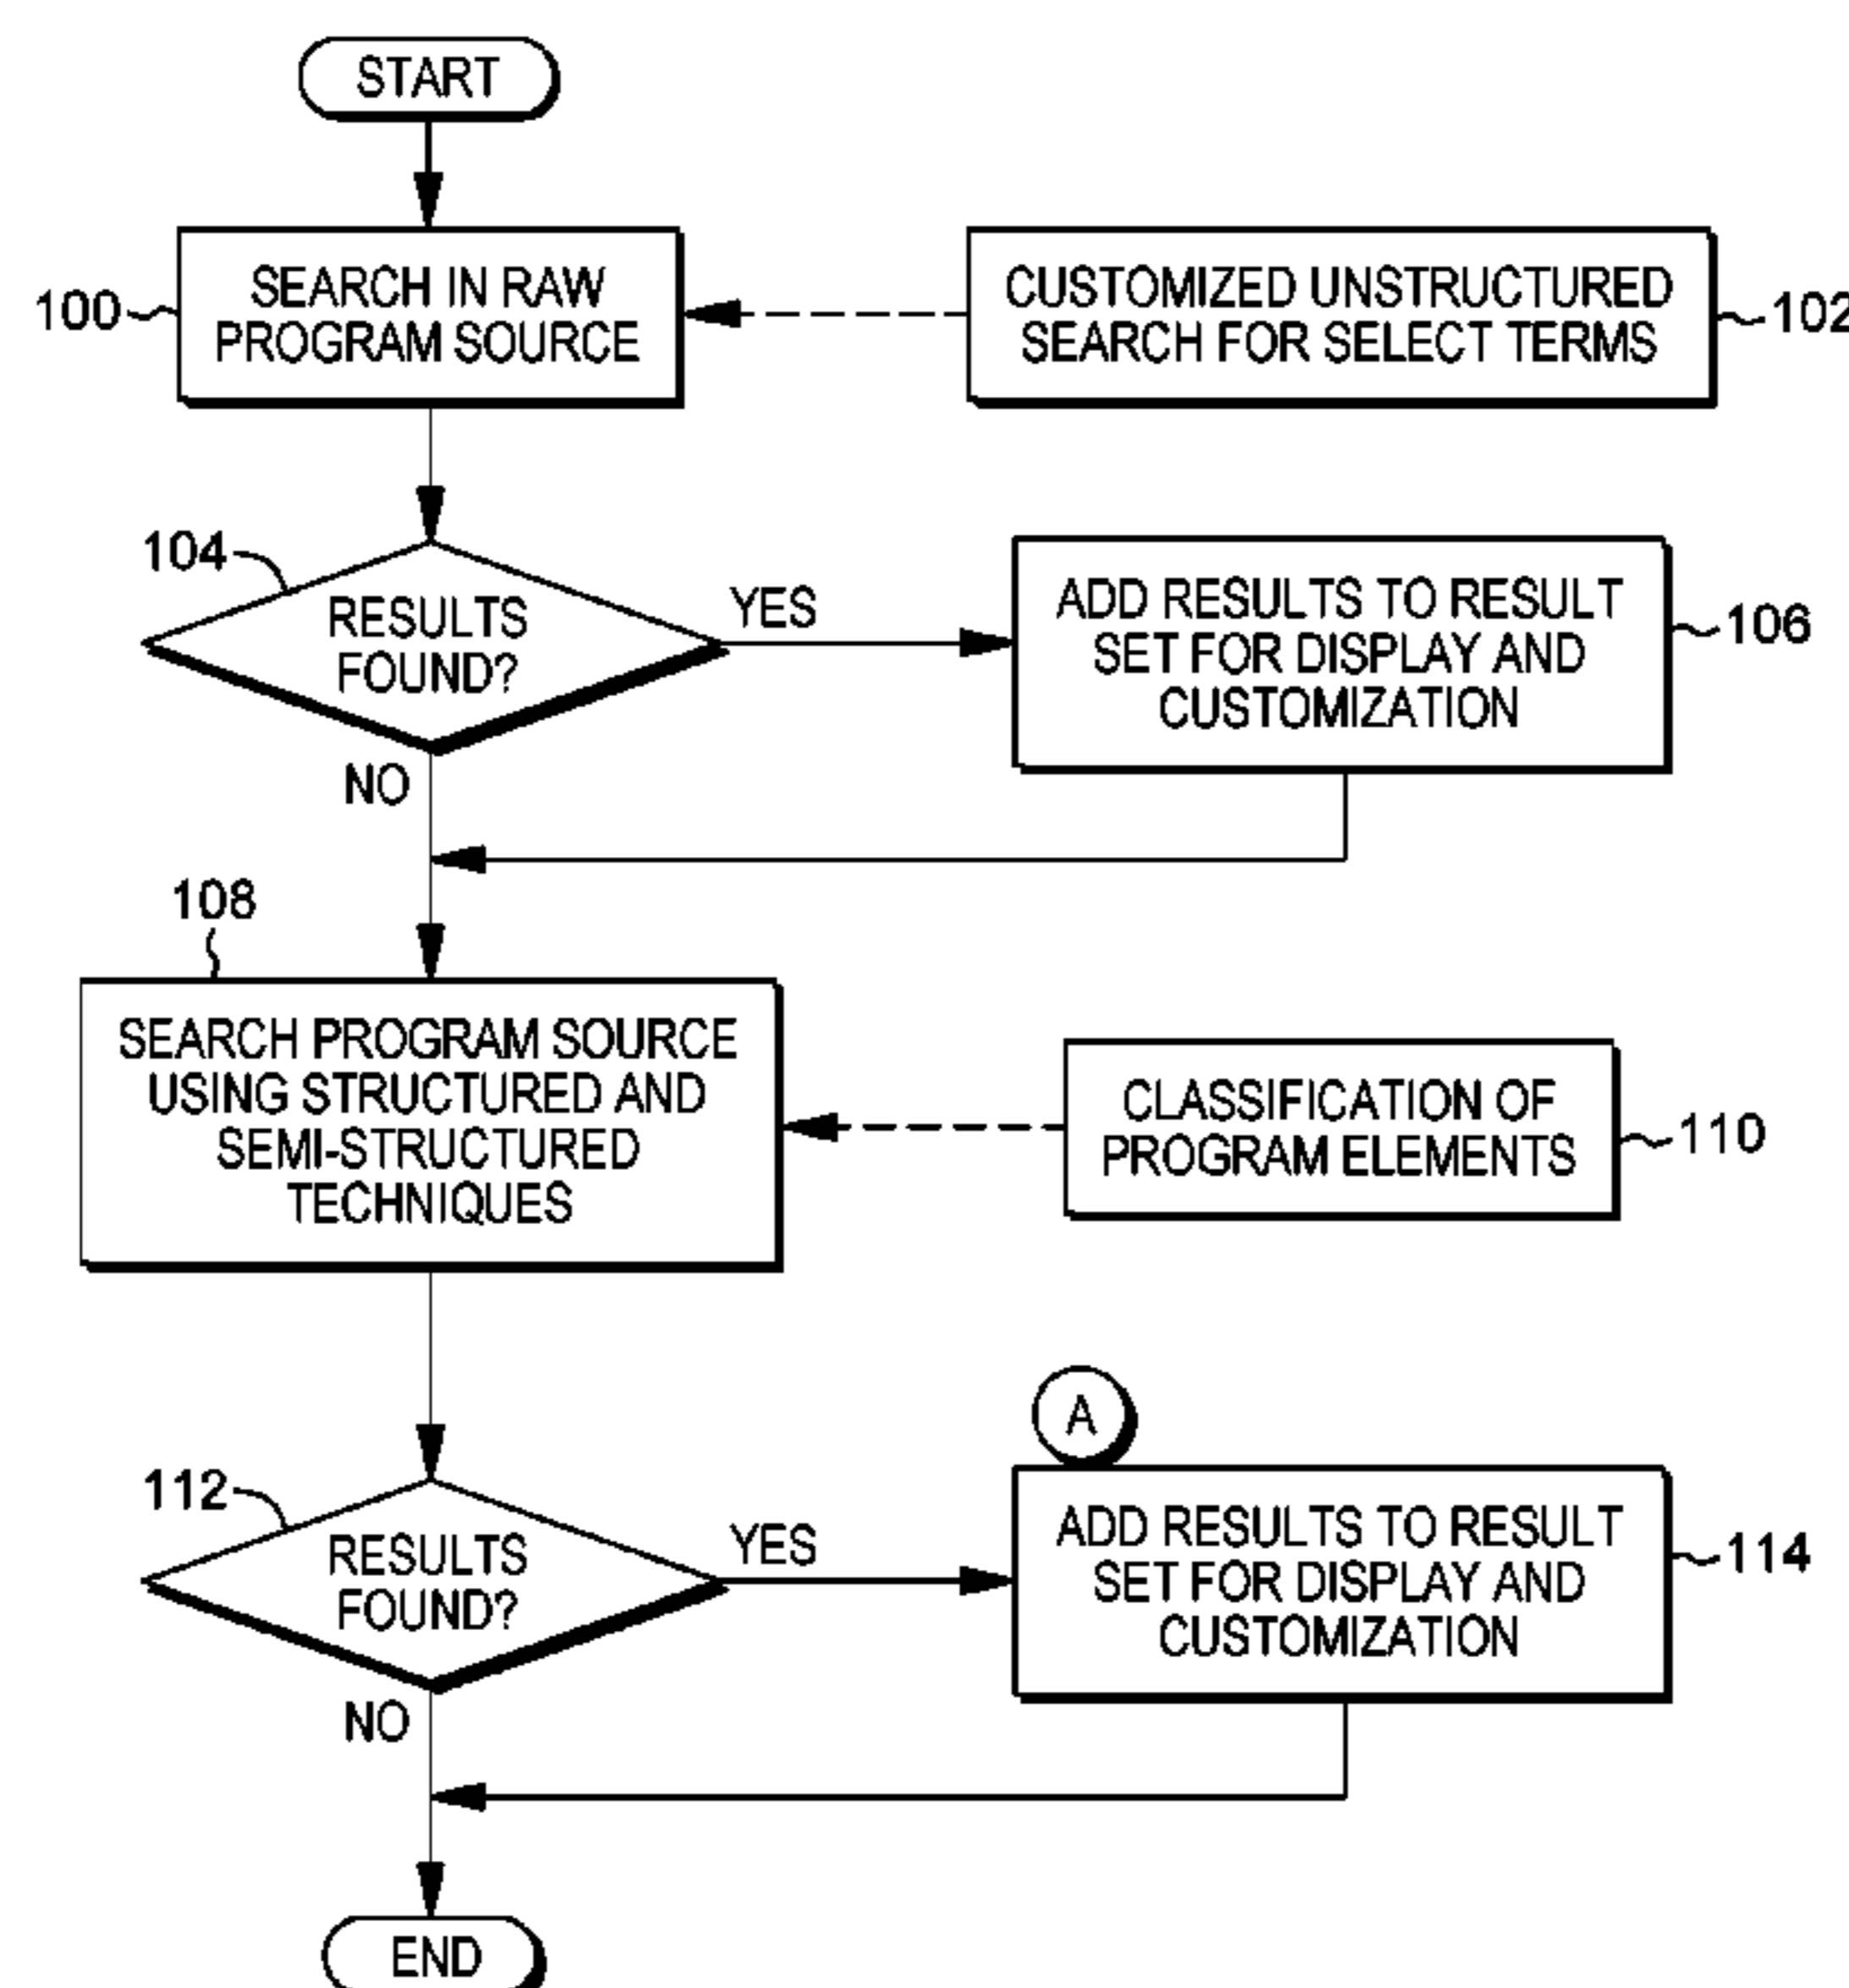 START
SEARCH IN RAW
PROGRAM SOURCE
100
CUSTOMIZED UNSTRUCTURED
SEARCH FOR SELECT TERMS
102
104
RESULTS
FOUND?
YES
NO
ADD RESULTS TO RESULT
SET FOR DISPLAY AND
CUSTOMIZATION
106
108
SEARCH PROGRAM SOURCE
USING STRUCTURED AND
SEMI-STRUCTURED
TECHNIQUES
CLASSIFICATION OF
PROGRAM ELEMENTS
110
112
RESULTS
FOUND?
YES
NO
A
ADD RESULTS TO RESULT
SET FOR DISPLAY AND
CUSTOMIZATION
114
END